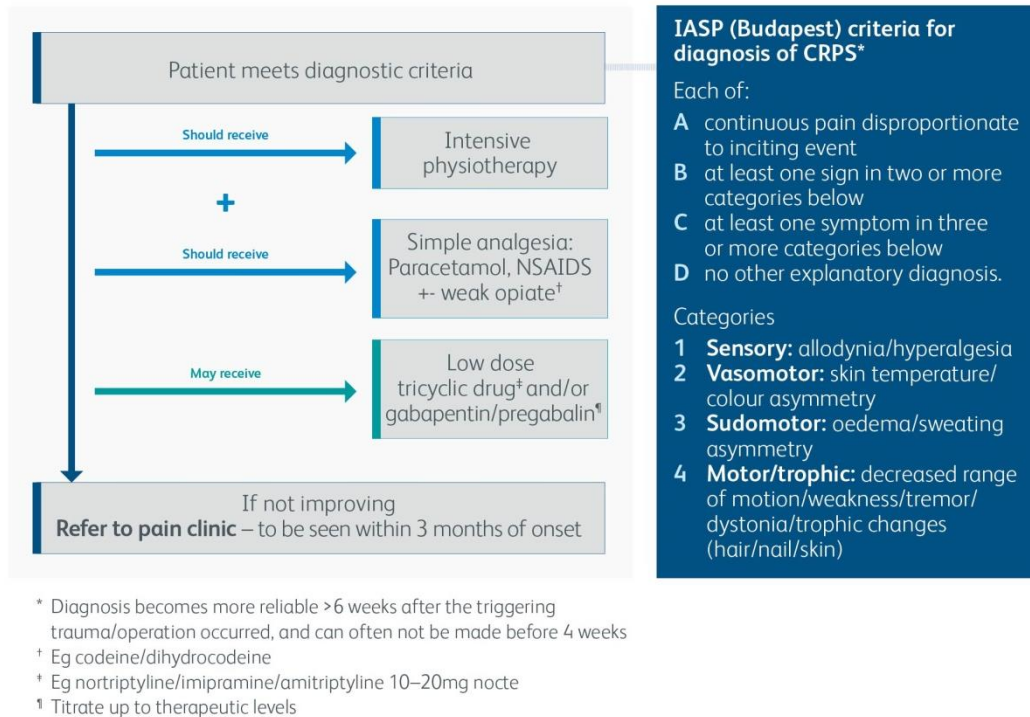 Patient meets diagnostic criteria
Should receive
Intensive
physiotherapy
+
Should receive
Simple analgesia:
Paracetamol, NSAIDS
+- weak opiate†
May receive
Low dose
tricyclic drug‡ and/or
gabapentin/pregabalin¶
If not improving
Refer to pain clinic – to be seen within 3 months of onset
IASP (Budapest) criteria for
diagnosis of CRPS*
Each of:
A continuous pain disproportionate
to inciting event
B at least one sign in two or more
categories below
C at least one symptom in three
or more categories below
D no other explanatory diagnosis.
Categories
1 Sensory: allodynia/hyperalgesia
2 Vasomotor: skin temperature/
colour asymmetry
3 Sudomotor: oedema/sweating
asymmetry
4 Motor/trophic: decreased range
of motion/weakness/tremor/
dystonia/trophic changes
(hair/nail/skin)
* Diagnosis becomes more reliable >6 weeks after the triggering
trauma/operation occurred, and can often not be made before 4 weeks
† Eg codeine/dihydrocodeine
‡ Eg nortriptyline/imipramine/amitriptyline 10–20mg nocte
¶ Titrate up to therapeutic levels